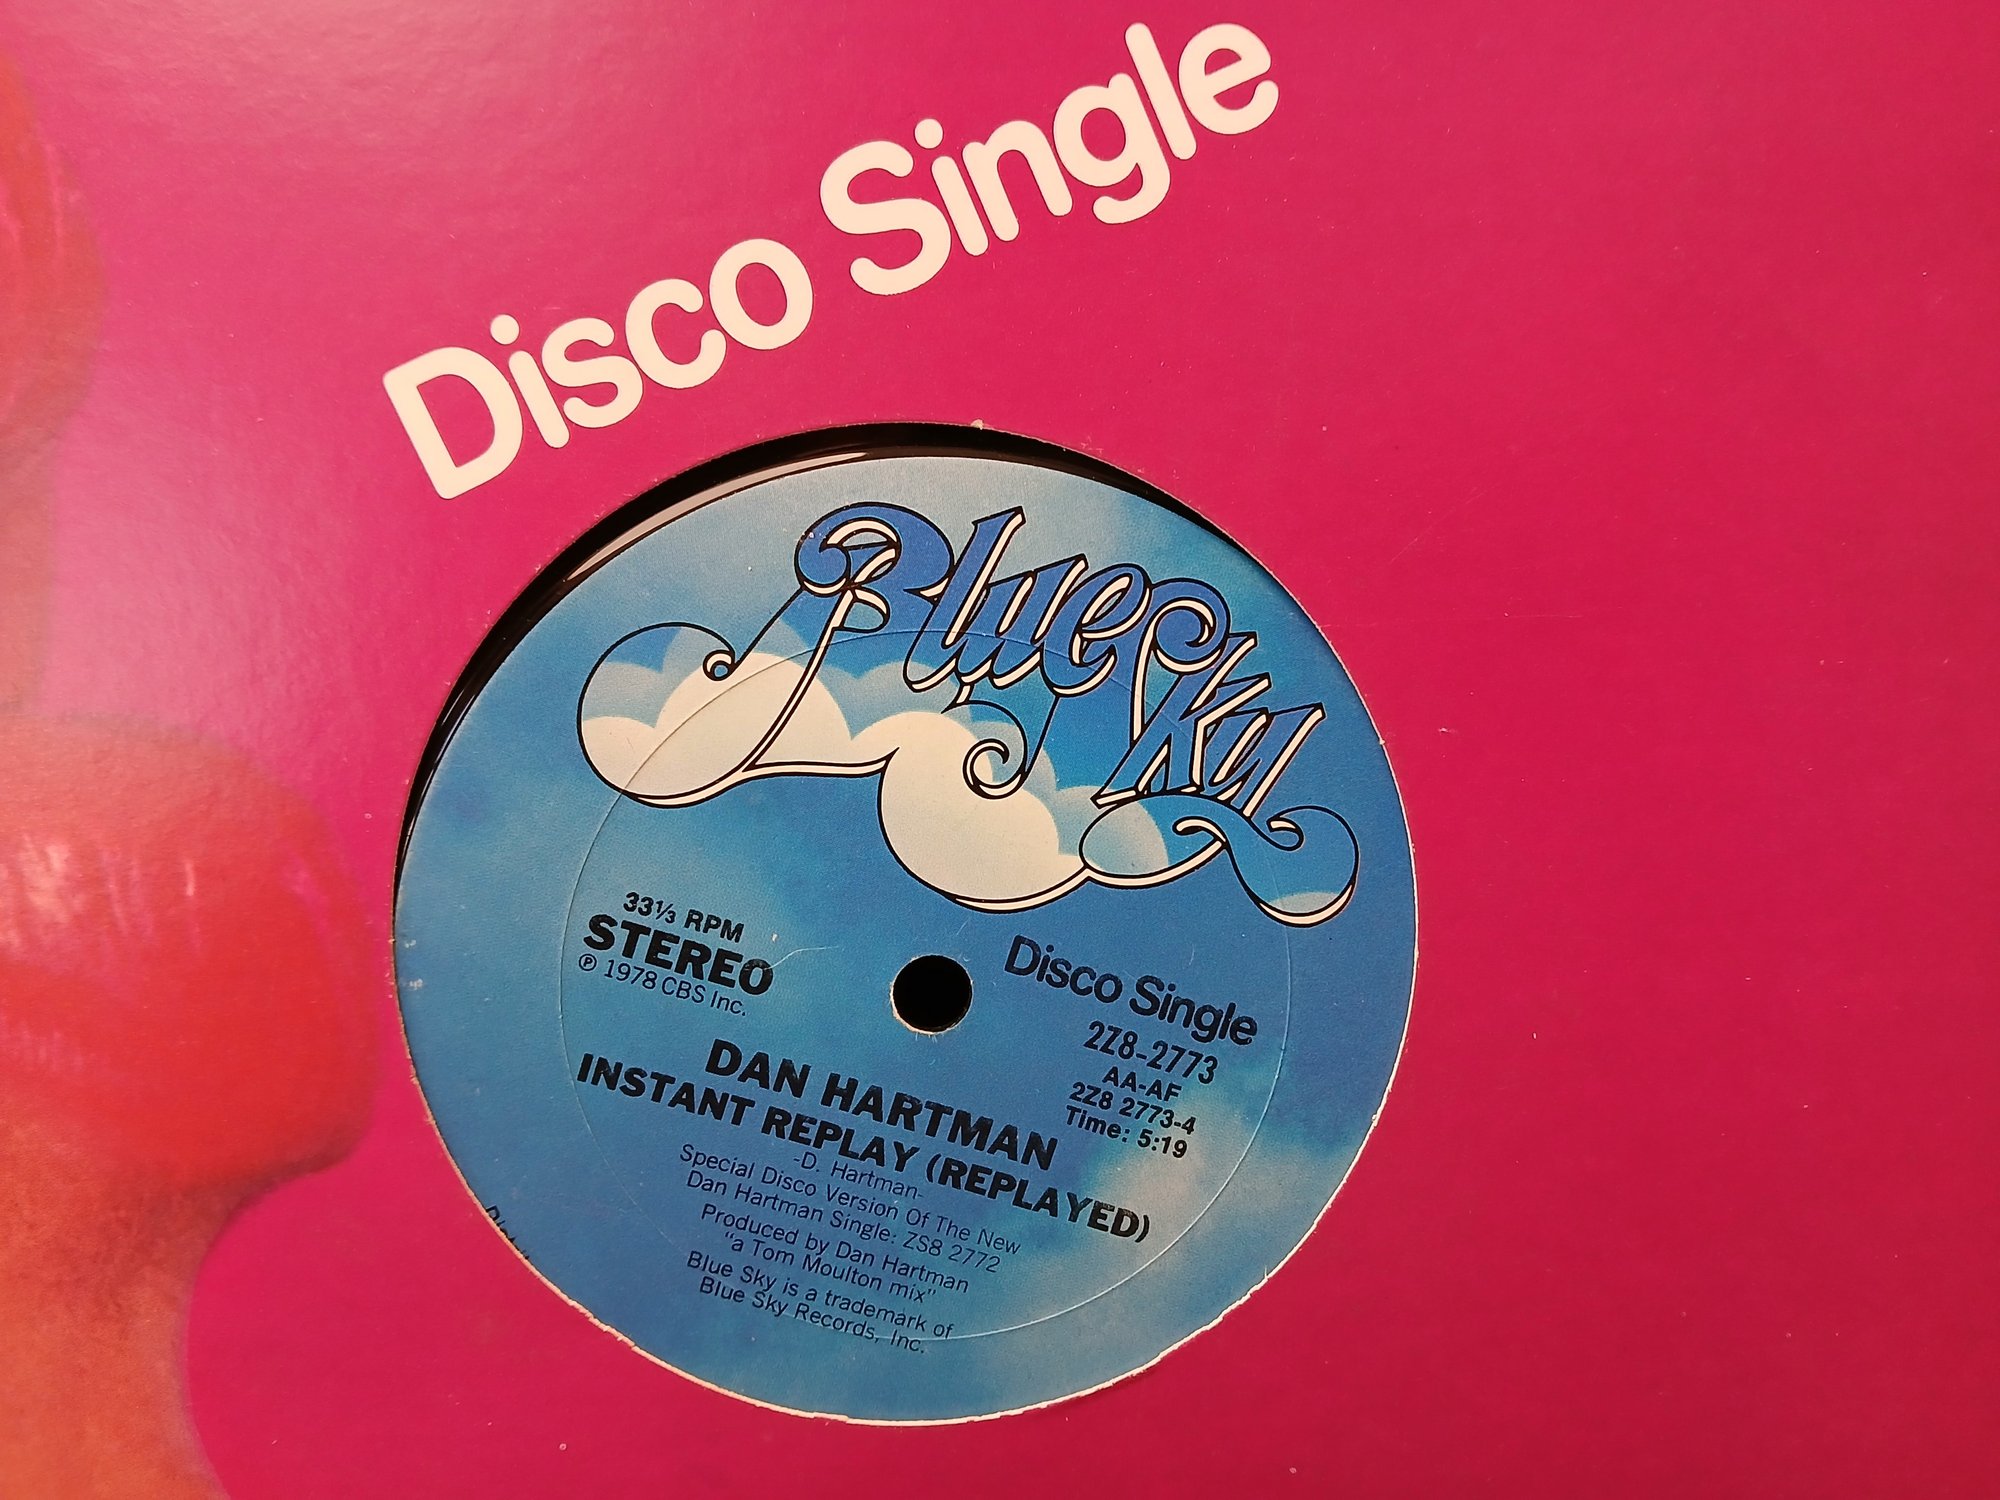 Disco Single
Blue Sky
33⅓ RPM
STEREO
℗ 1978 CBS Inc.
Disco Single
2Z8-2773
AA-AF
2Z8 2773-4
Time: 5:19
DAN HARTMAN
INSTANT REPLAY (REPLAYED)
-D. Hartman-
Special Disco Version Of The New
Dan Hartman Single: ZS8 2772
Produced by Dan Hartman
"a Tom Moulton mix"
Blue Sky is a trademark of
Blue Sky Records, Inc.